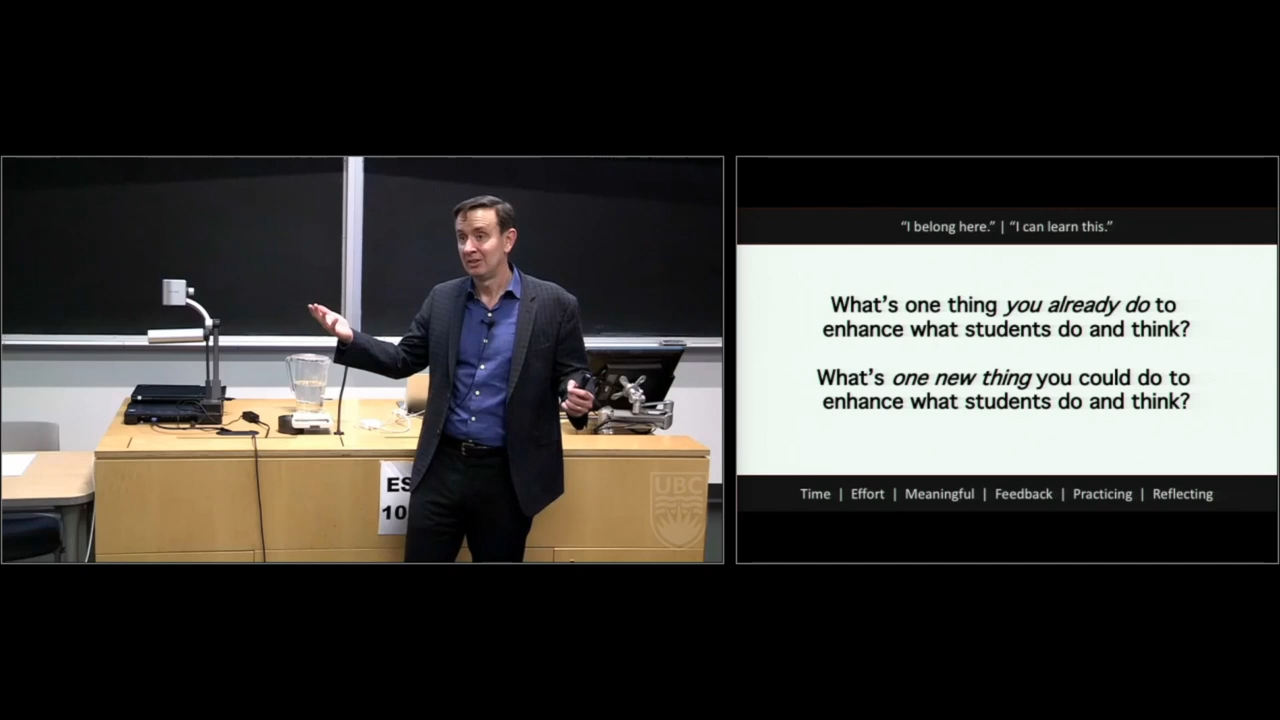 ES
10
UBC
“I belong here.” | “I can learn this.”
What’s one thing you already do to
enhance what students do and think?
What’s one new thing you could do to
enhance what students do and think?
Time | Effort | Meaningful | Feedback | Practicing | Reflecting